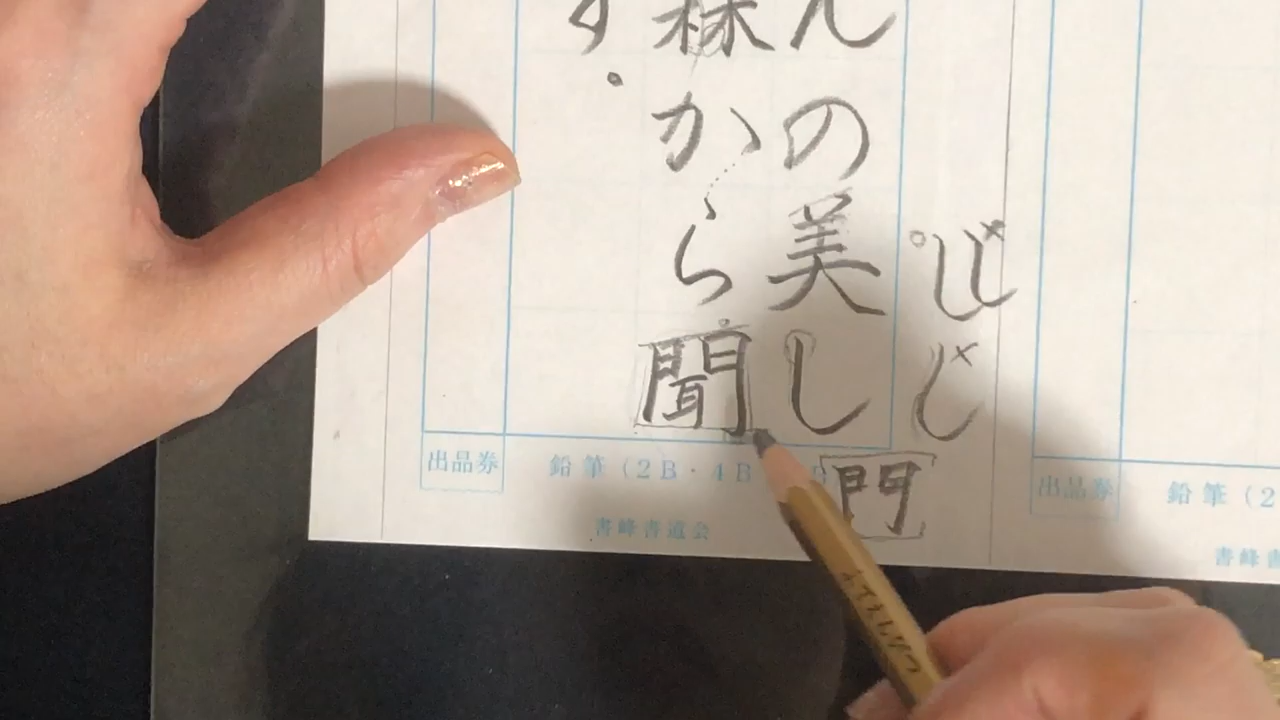 んの美し
森から聞
す。
じ
じ
門
出品券
鉛筆（2B・4B
書峰書道会
出品券
鉛筆（2
書峰書